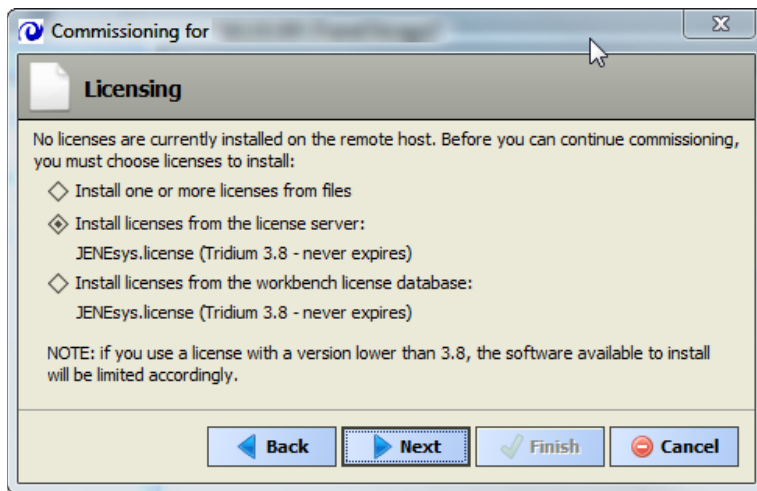 Commissioning for
Licensing
No licenses are currently installed on the remote host. Before you can continue commissioning,
you must choose licenses to install:
Install one or more licenses from files
Install licenses from the license server:
JENEsys.license (Tridium 3.8 - never expires)
Install licenses from the workbench license database:
JENEsys.license (Tridium 3.8 - never expires)
NOTE: if you use a license with a version lower than 3.8, the software available to install
will be limited accordingly.
Back Next Finish Cancel